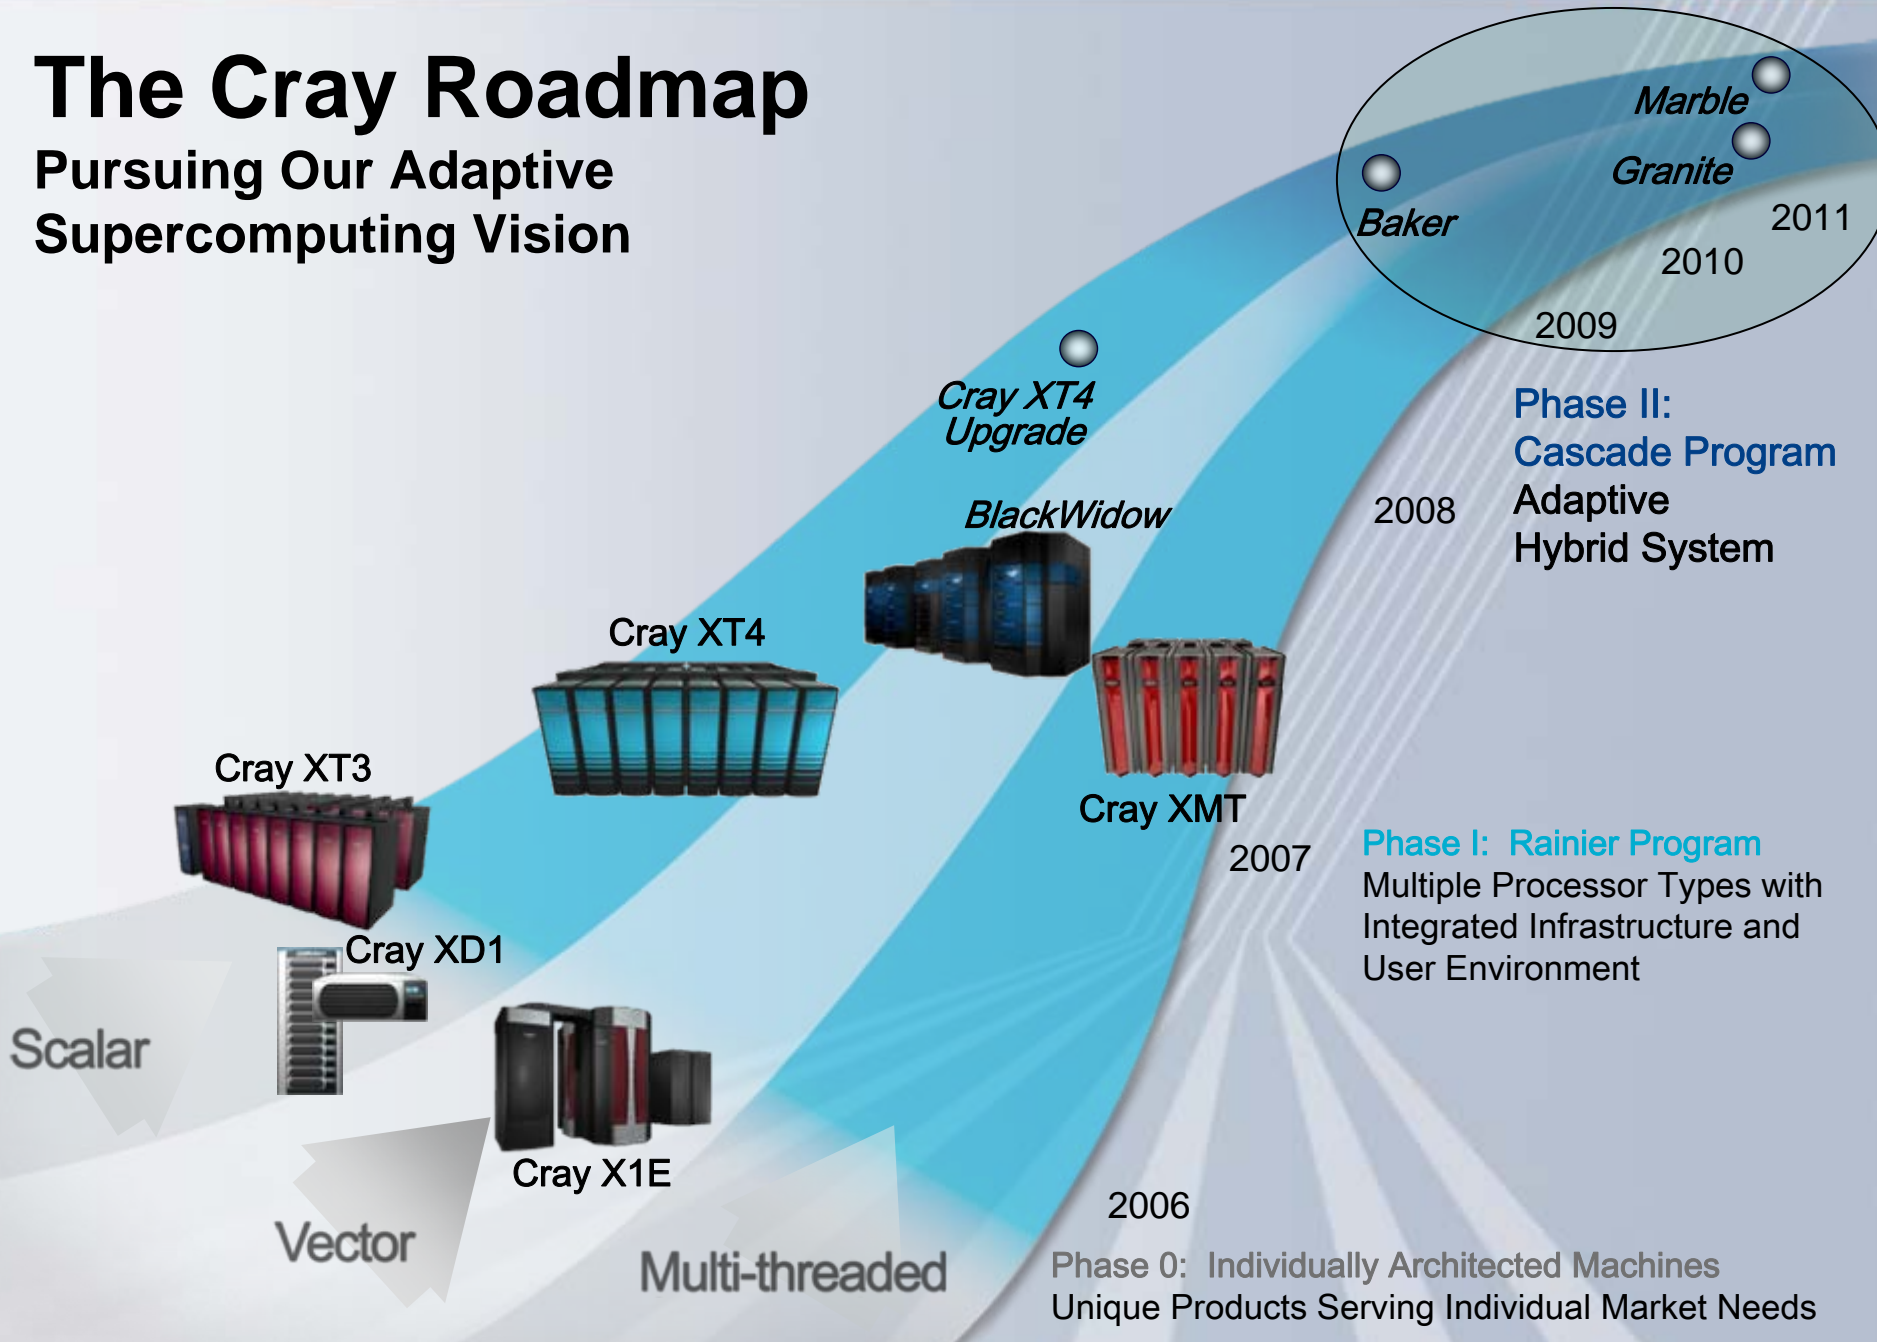 The Cray Roadmap
Pursuing Our Adaptive
Supercomputing Vision
Marble
Granite
Baker
2011
2010
2009
Cray XT4
Upgrade
Phase II:
Cascade Program
Adaptive
Hybrid System
2008
BlackWidow
Cray XT4
Cray XT3
Cray XMT
2007
Phase I:  Rainier Program
Multiple Processor Types with
Integrated Infrastructure and
User Environment
Cray XD1
Scalar
Cray X1E
Vector
Multi-threaded
2006
Phase 0:  Individually Architected Machines
Unique Products Serving Individual Market Needs